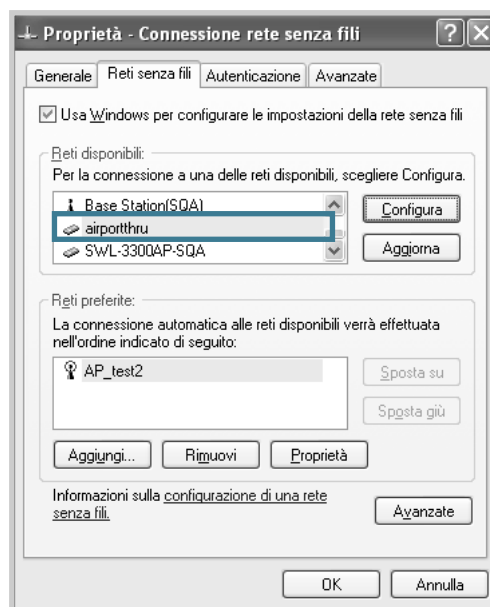 Proprietà - Connessione rete senza fili
Generale Reti senza fili Autenticazione Avanzate
Usa Windows per configurare le impostazioni della rete senza fili
Reti disponibili:
Per la connessione a una delle reti disponibili, scegliere Configura.
Base Station(SQA)
airportthru
SWL-3300AP-SQA
Configura
Aggiorna
Reti preferite:
La connessione automatica alle reti disponibili verrà effettuata
nell'ordine indicato di seguito:
AP_test2
Sposta su
Sposta giù
Aggiungi... Rimuovi Proprietà
Informazioni sulla configurazione di una rete
senza fili.
Avanzate
OK Annulla